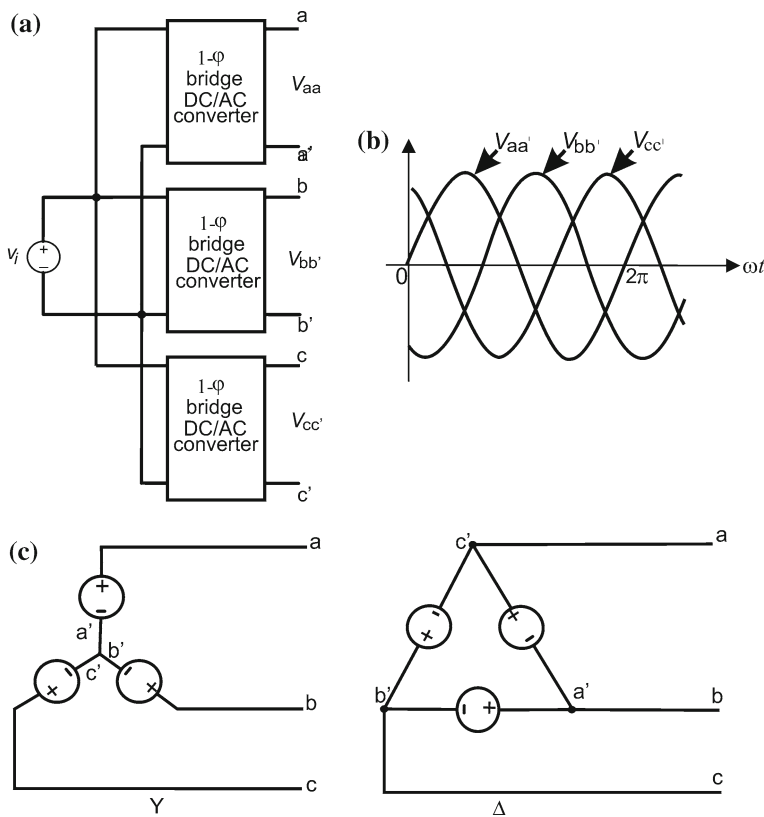 (a)
a
1-φ
bridge
DC/AC
converter
Vaa
a'
b
1-φ
bridge
DC/AC
converter
Vbb'
b'
vi
+
−
c
1-φ
bridge
DC/AC
converter
Vcc'
c'
(b)
Vaa'
Vbb'
Vcc'
0
2π
ωt
(c)
a
+
−
a'
b'
c'
−
+
−
+
b
c
Y
c'
a
−
+
+
−
b'
a'
b
−
+
c
Δ